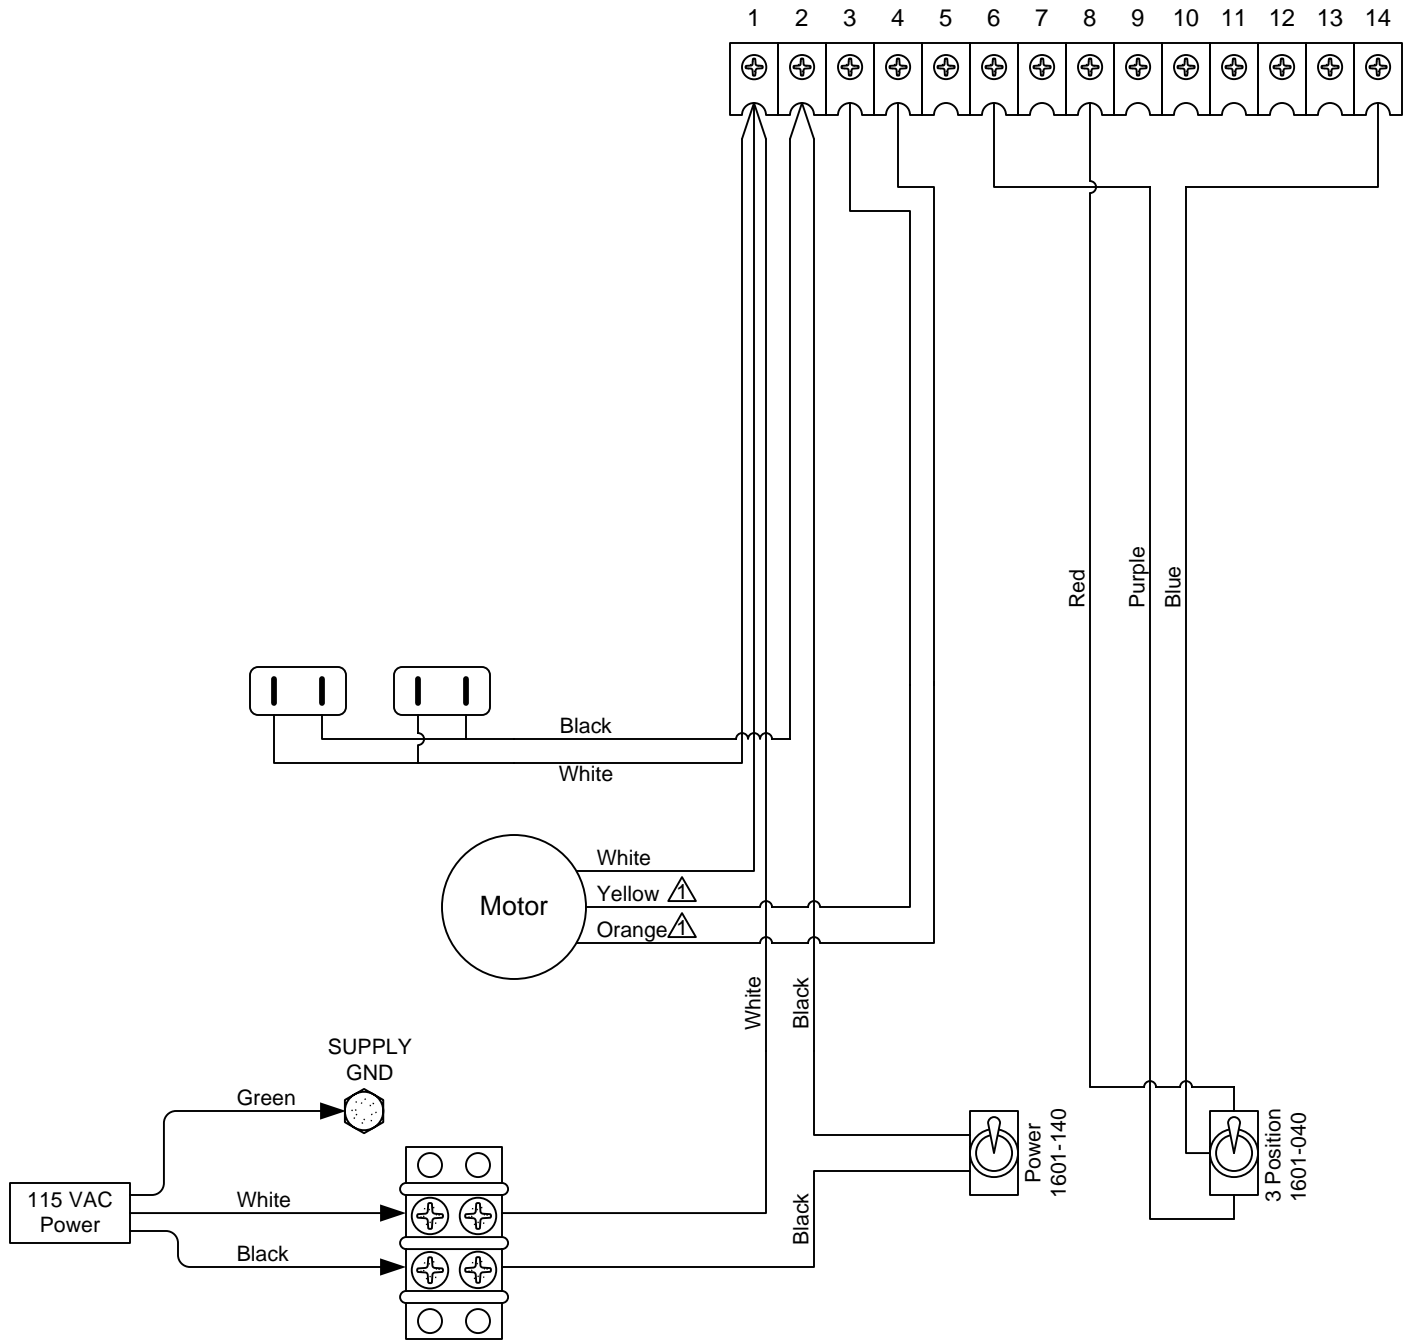 1 2 3 4 5 6 7 8 9 10 11 12 13 14
Red
Purple
Blue
Black
White
White
Motor
Yellow 1
Orange 1
White
Black
SUPPLY
GND
Green
Power
1601-140
3 Position
1601-040
115 VAC
Power
White
Black
Black